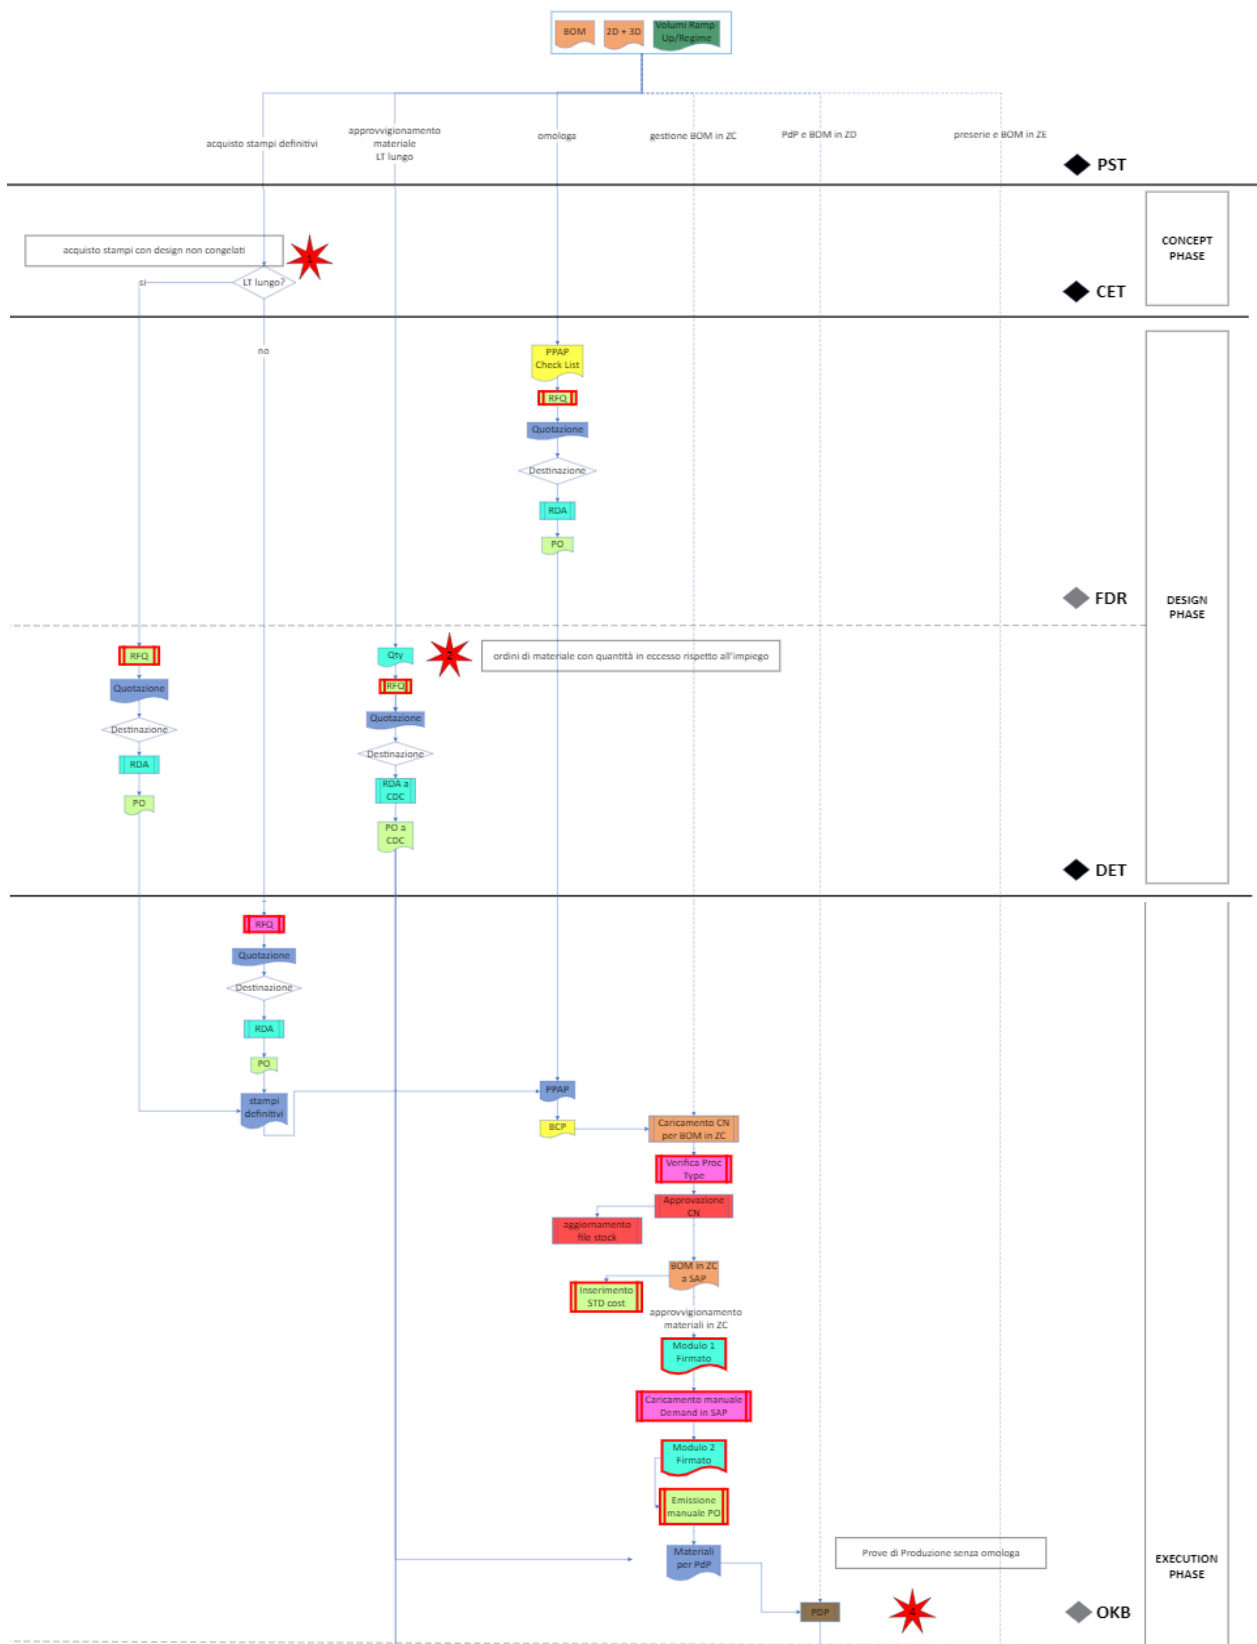 BOM
2D + 3D
Volumi Ramp
Up/Regime
acquisto stampi definitivi
approvvigionamento
materiale
LT lungo
omologa
gestione BOM in ZC
PdP e BOM in ZD
preserie e BOM in ZE
PST
acquisto stampi con design non congelati
1
LT lungo?
si
CONCEPT
PHASE
CET
no
PPAP
Check List
RFQ
Quotazione
Destinazione
RDA
PO
FDR
DESIGN
PHASE
RFQ
Quotazione
Destinazione
RDA
PO
Qty
2
ordini di materiale con quantità in eccesso rispetto all'impiego
RFQ
Quotazione
Destinazione
RDA a
CDC
PO a
CDC
DET
RFQ
Quotazione
Destinazione
RDA
PO
stampi
definitivi
PPAP
BCP
Caricamento CN
per BOM in ZC
Verifica Proc
Type
Approvazione
CN
aggiornamento
file stock
BOM in ZC
a SAP
Inserimento
STD cost
approvvigionamento
materiali in ZC
Modulo 1
Firmato
Caricamento manuale
Demand in SAP
Modulo 2
Firmato
Emissione
manuale PO
Materiali
per PdP
Prove di Produzione senza omologa
PDP
4
EXECUTION
PHASE
OKB